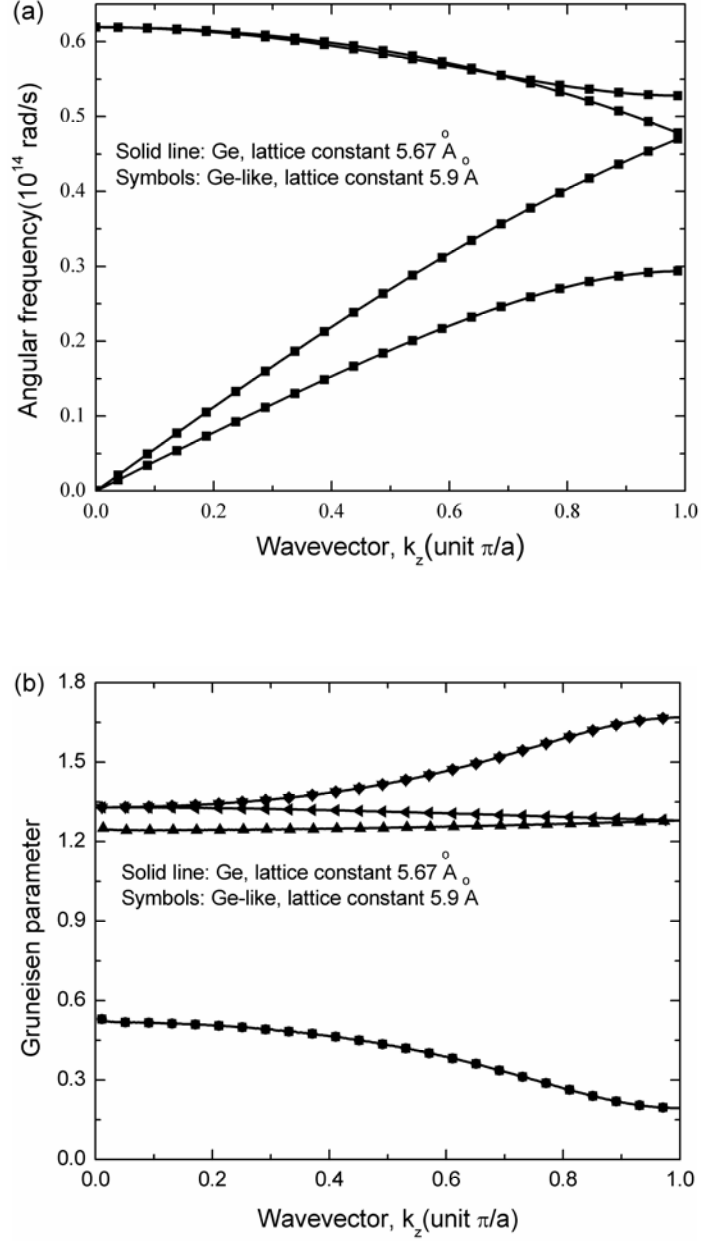 (a)
0.6
0.5
0.4
0.3
0.2
0.1
0.0
Angular frequency(10^14 rad/s)
Solid line: Ge, lattice constant 5.67 Å
Symbols: Ge-like, lattice constant 5.9 Å
0.0 0.2 0.4 0.6 0.8 1.0
Wavevector, k_z(unit π/a)
(b)
1.8
1.5
1.2
0.9
0.6
0.3
0.0
Gruneisen parameter
Solid line: Ge, lattice constant 5.67 Å
Symbols: Ge-like, lattice constant 5.9 Å
0.0 0.2 0.4 0.6 0.8 1.0
Wavevector, k_z(unit π/a)